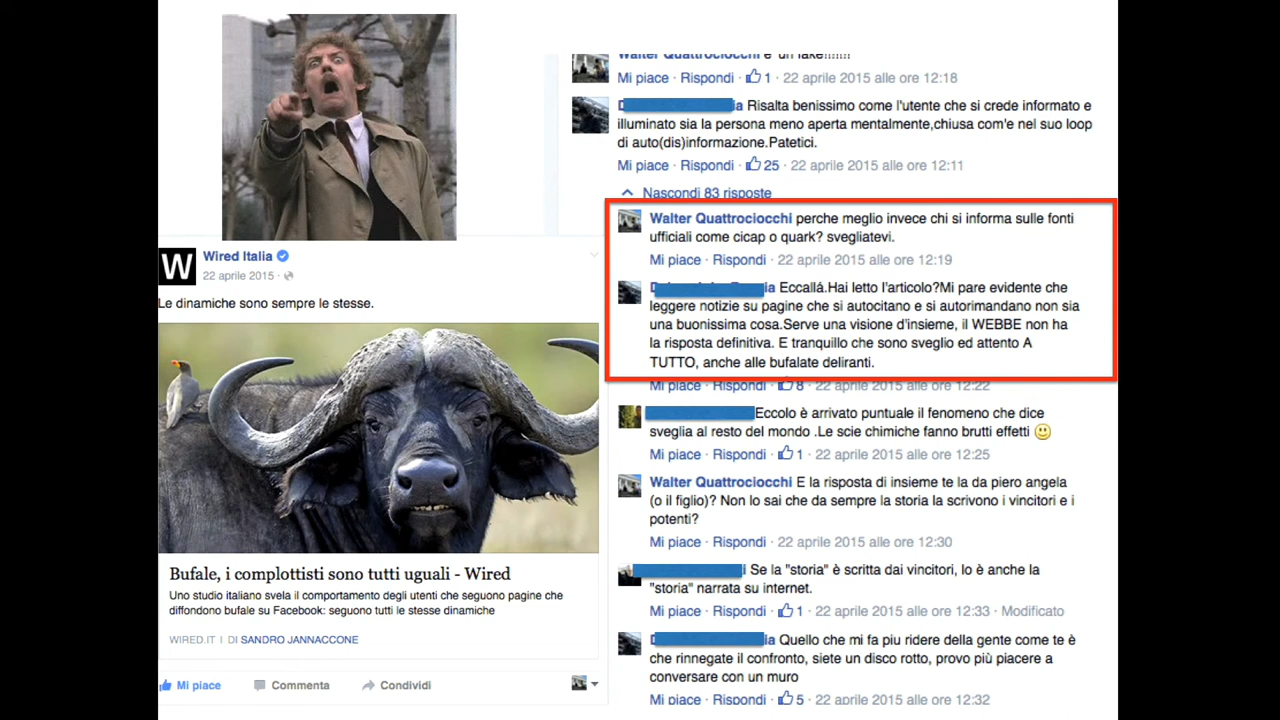 Wired Italia
22 aprile 2015
Le dinamiche sono sempre le stesse.
Bufale, i complottisti sono tutti uguali - Wired
Uno studio italiano svela il comportamento degli utenti che seguono pagine che
diffondono bufale su Facebook: seguono tutti le stesse dinamiche
WIRED.IT | DI SANDRO JANNACCONE
Mi piace Commenta Condividi
Walter Quattrociocchi e' un fake!!!!!!!
Mi piace · Rispondi · 1 · 22 aprile 2015 alle ore 12:18
ia Risalta benissimo come l'utente che si crede informato e
illuminato sia la persona meno aperta mentalmente,chiusa com'è nel suo loop
di auto(dis)informazione.Patetici.
Mi piace · Rispondi · 25 · 22 aprile 2015 alle ore 12:11
Nascondi 83 risposte
Walter Quattrociocchi perche meglio invece chi si informa sulle fonti
ufficiali come cicap o quark? svegliatevi.
Mi piace · Rispondi · 22 aprile 2015 alle ore 12:19
ia Eccallá.Hai letto l'articolo?Mi pare evidente che
leggere notizie su pagine che si autocitano e si autorimandano non sia
una buonissima cosa.Serve una visione d'insieme, il WEBBE non ha
la risposta definitiva. E tranquillo che sono sveglio ed attento A
TUTTO, anche alle bufalate deliranti.
Mi piace · Rispondi · 8 · 22 aprile 2015 alle ore 12:22
Eccolo è arrivato puntuale il fenomeno che dice
sveglia al resto del mondo .Le scie chimiche fanno brutti effetti 🙂
Mi piace · Rispondi · 1 · 22 aprile 2015 alle ore 12:25
Walter Quattrociocchi E la risposta di insieme te la da piero angela
(o il figlio)? Non lo sai che da sempre la storia la scrivono i vincitori e i
potenti?
Mi piace · Rispondi · 22 aprile 2015 alle ore 12:30
i Se la "storia" è scritta dai vincitori, lo è anche la
"storia" narrata su internet.
Mi piace · Rispondi · 1 · 22 aprile 2015 alle ore 12:33 · Modificato
ia Quello che mi fa piu ridere della gente come te è
che rinnegate il confronto, siete un disco rotto, provo più piacere a
conversare con un muro
Mi piace · Rispondi · 5 · 22 aprile 2015 alle ore 12:32